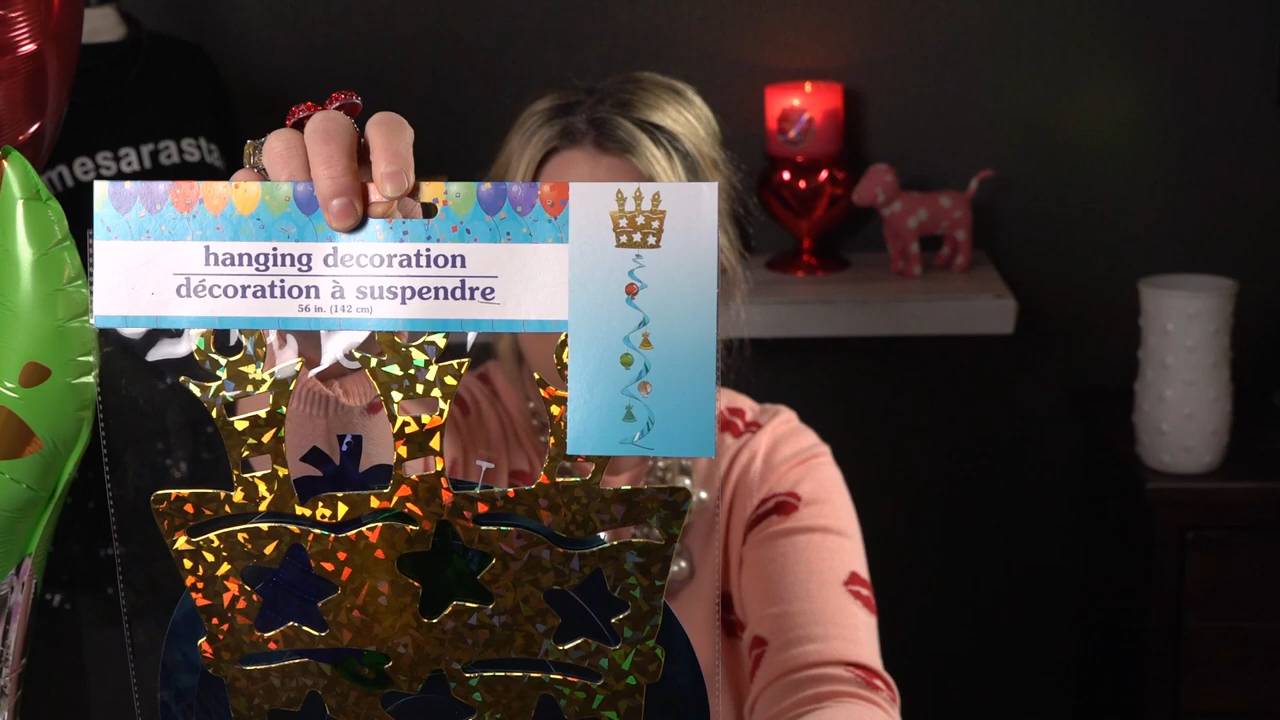 mesarasta
hanging decoration
décoration à suspendre
56 in. (142 cm)